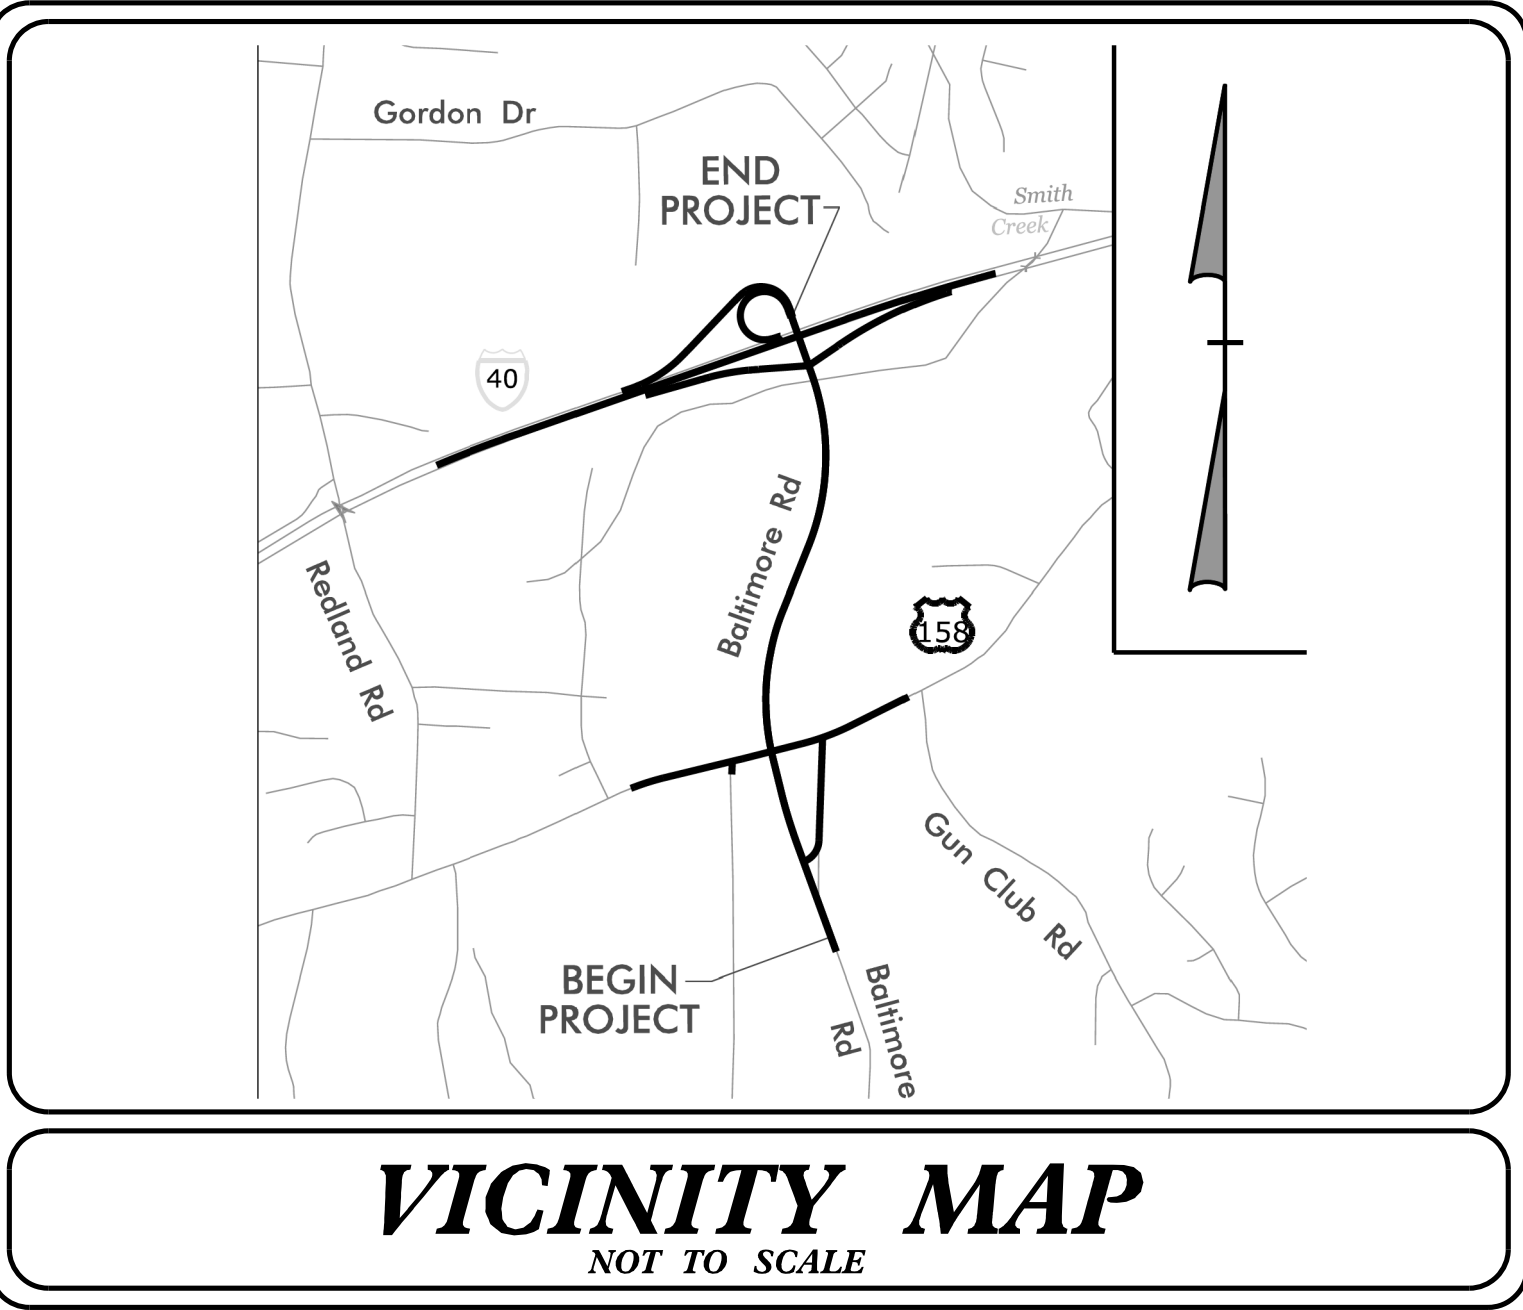 Gordon Dr
END
PROJECT
Smith
Creek
40
Baltimore Rd
Redland Rd
158
Gun Club Rd
BEGIN
PROJECT
Baltimore
Rd
VICINITY MAP
NOT TO SCALE